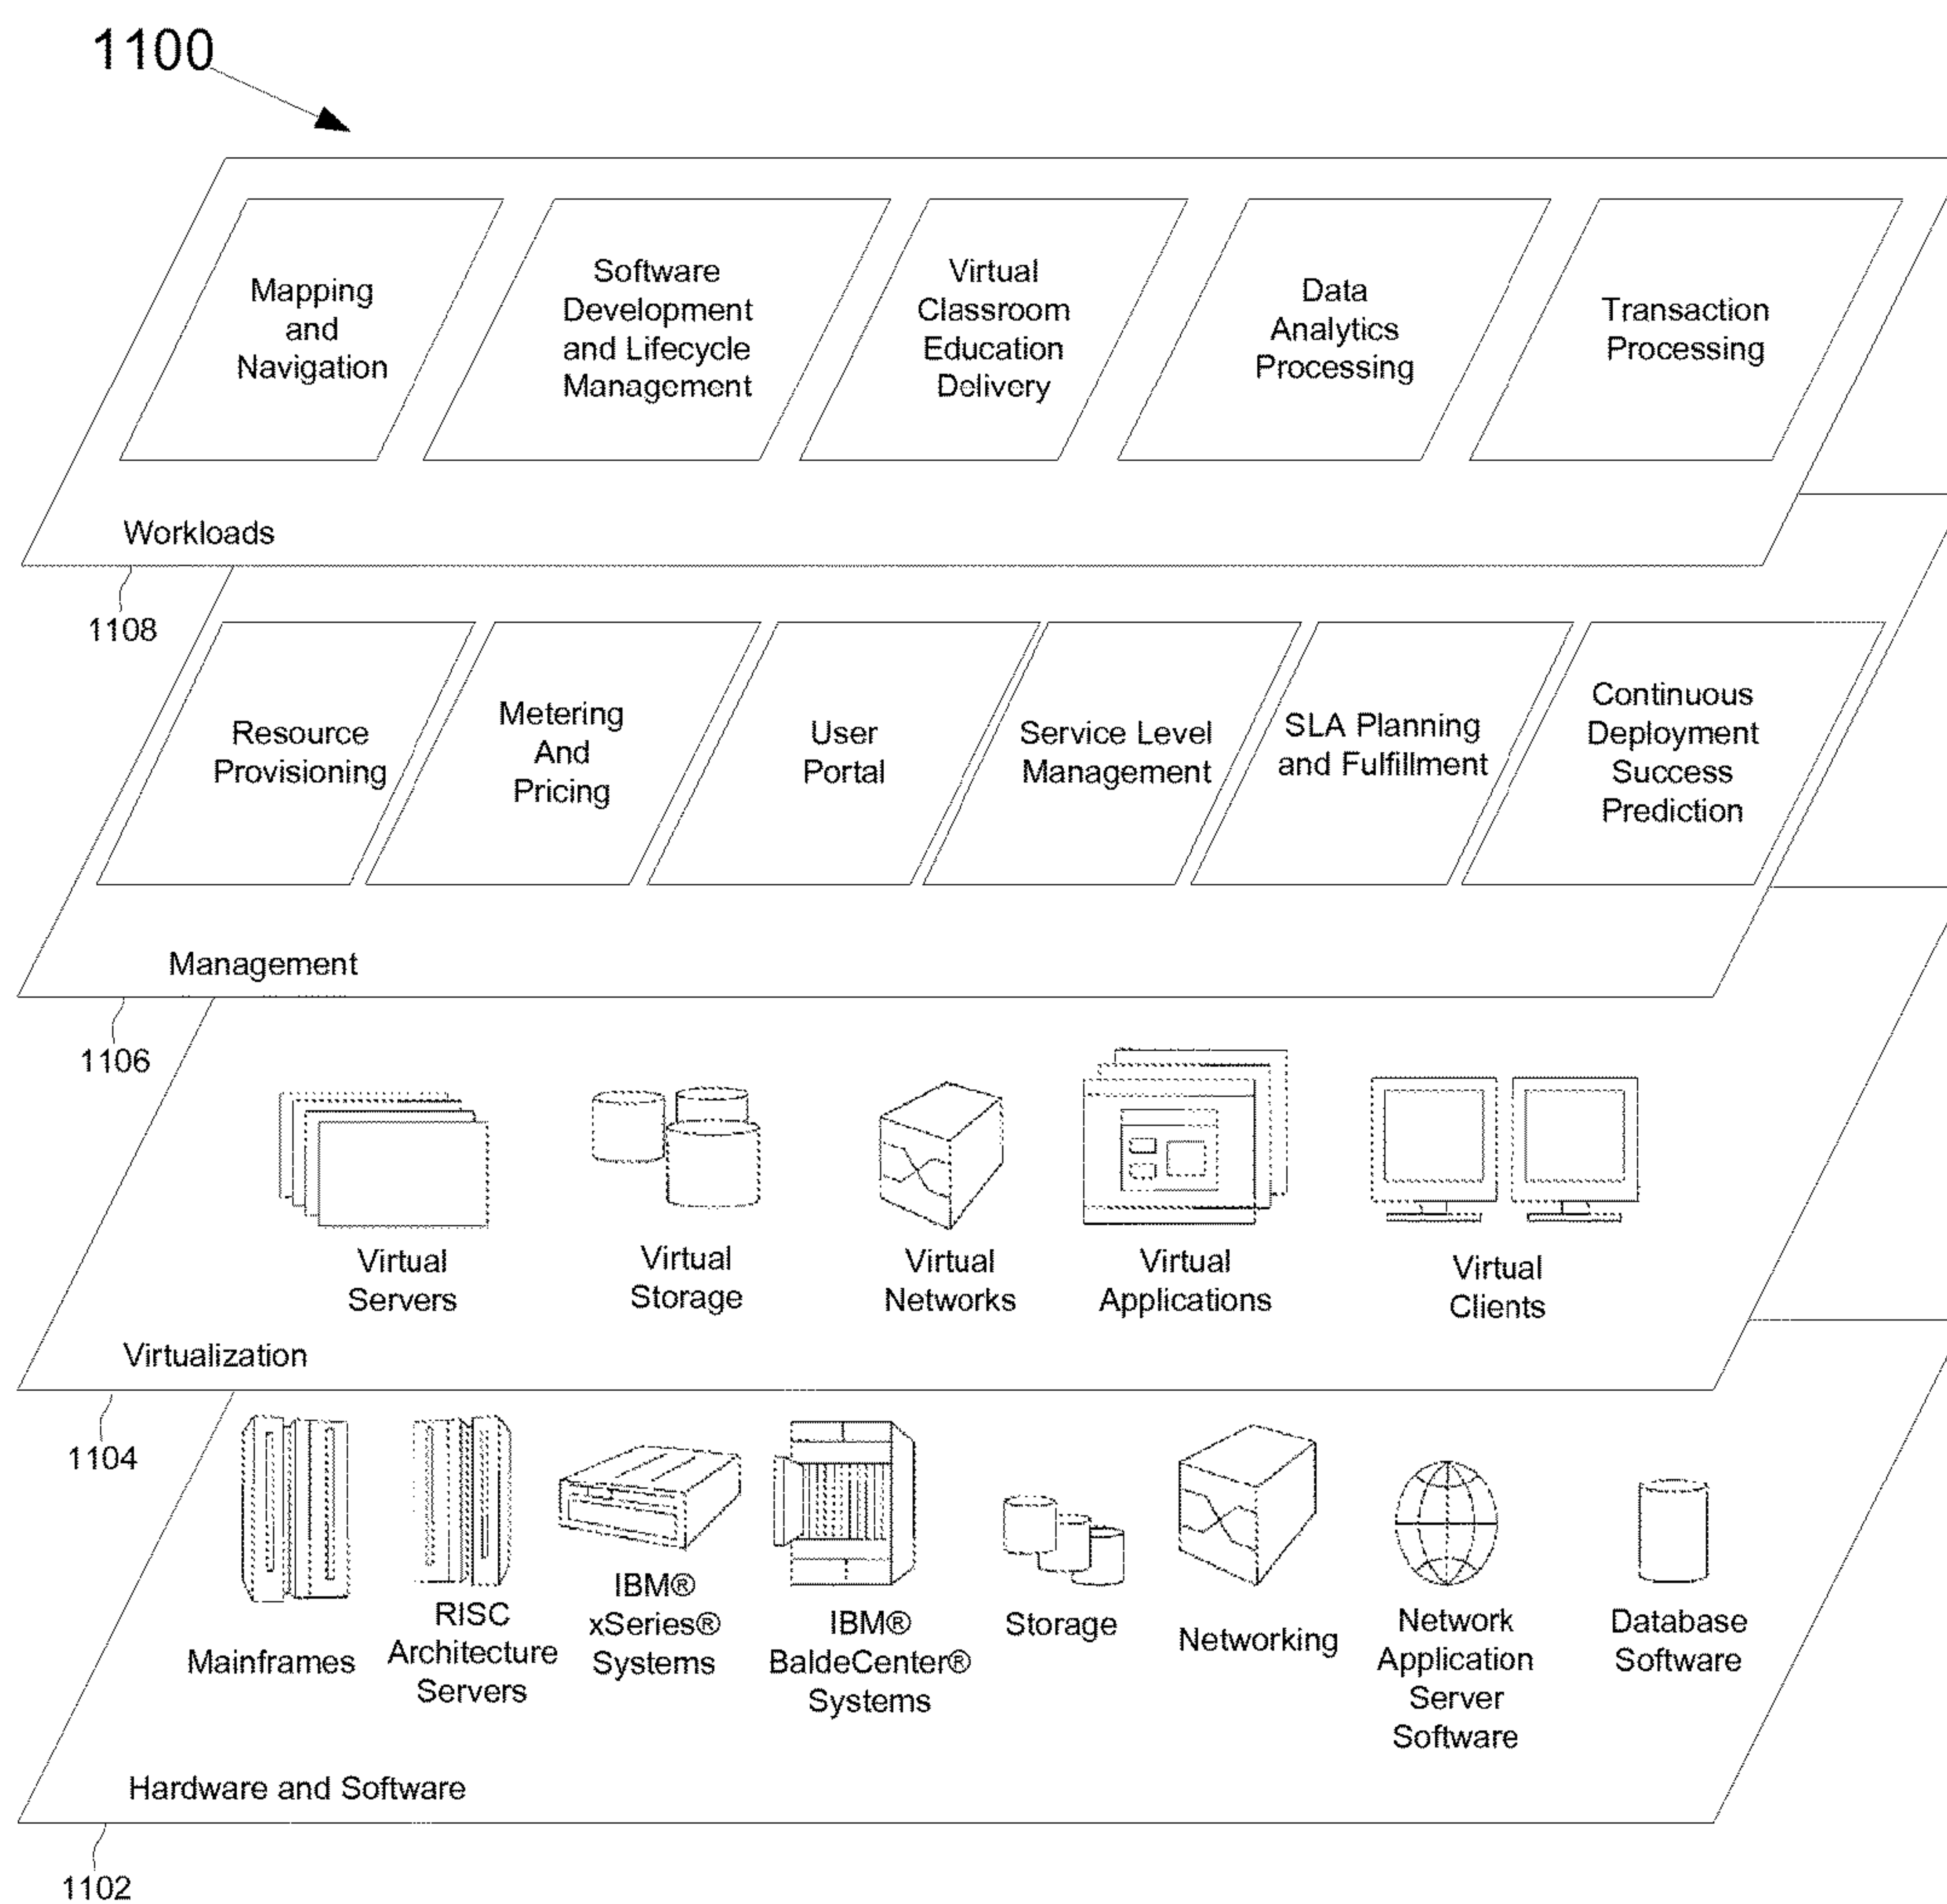 1100
Mapping
and
Navigation
Software
Development
and Lifecycle
Management
Virtual
Classroom
Education
Delivery
Data
Analytics
Processing
Transaction
Processing
Workloads
1108
Resource
Provisioning
Metering
And
Pricing
User
Portal
Service Level
Management
SLA Planning
and Fulfillment
Continuous
Deployment
Success
Prediction
Management
1106
Virtual
Servers
Virtual
Storage
Virtual
Networks
Virtual
Applications
Virtual
Clients
Virtualization
1104
Mainframes
RISC
Architecture
Servers
IBM®
xSeries®
Systems
IBM®
BaldeCenter®
Systems
Storage
Networking
Network
Application
Server
Software
Database
Software
Hardware and Software
1102